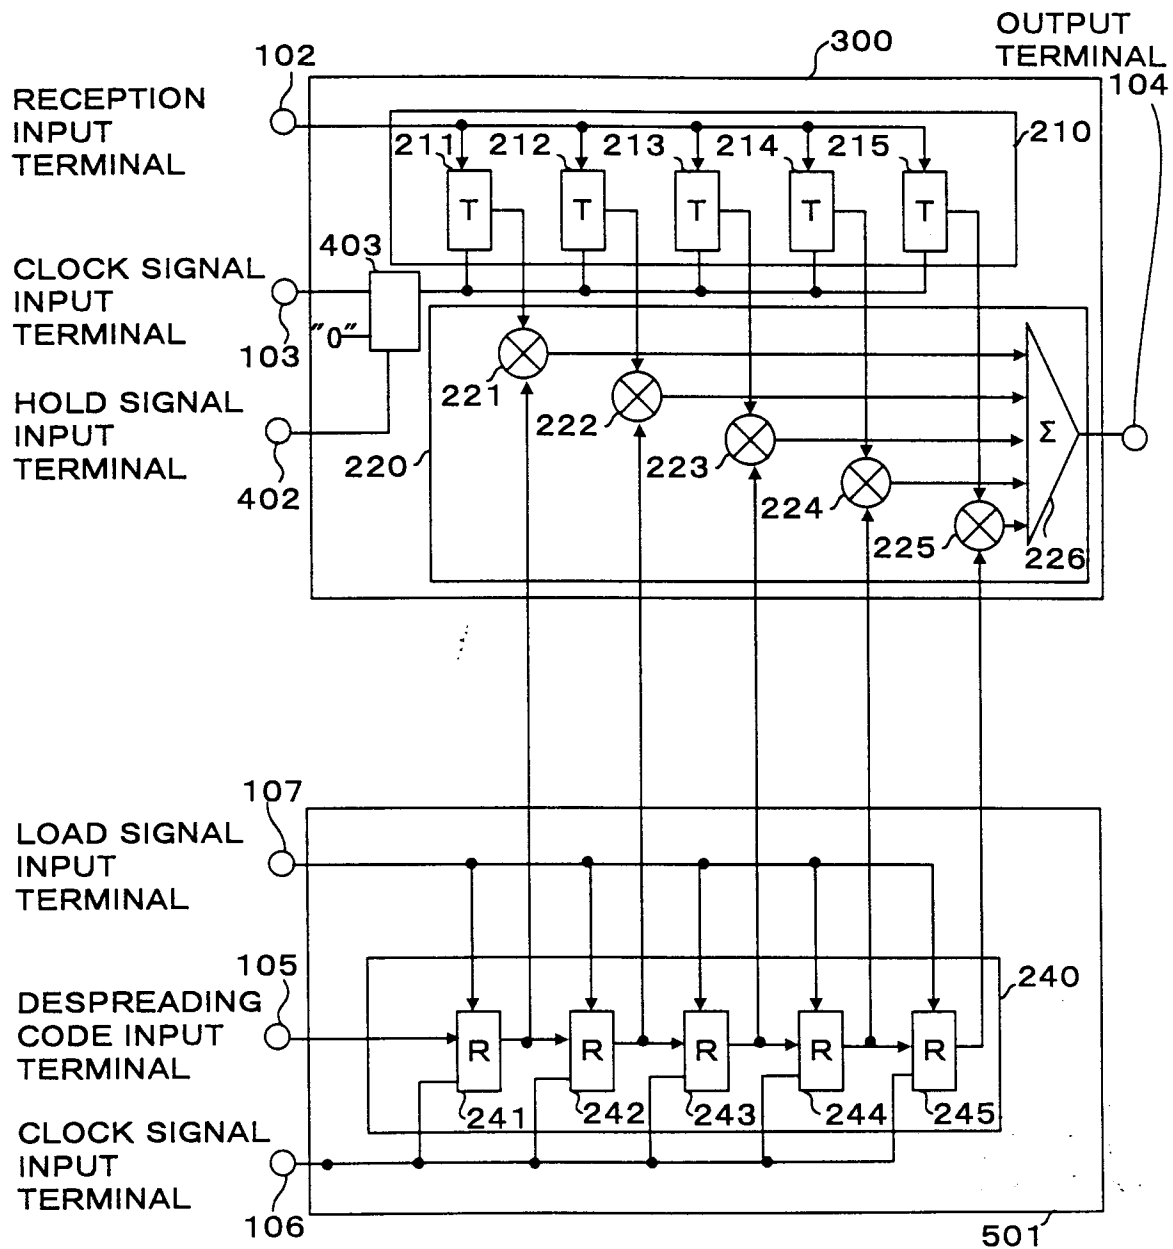 OUTPUT
TERMINAL
104
300
102
RECEPTION
INPUT
TERMINAL
210
211
212
213
214
215
T
T
T
T
T
403
CLOCK SIGNAL
INPUT
TERMINAL
"0"
103
HOLD SIGNAL
INPUT
TERMINAL
402
220
221
222
223
224
225
Σ
226
107
LOAD SIGNAL
INPUT
TERMINAL
105
240
DESPREADING
CODE INPUT
TERMINAL
R
R
R
R
R
241
242
243
244
245
CLOCK SIGNAL
INPUT
TERMINAL
106
501